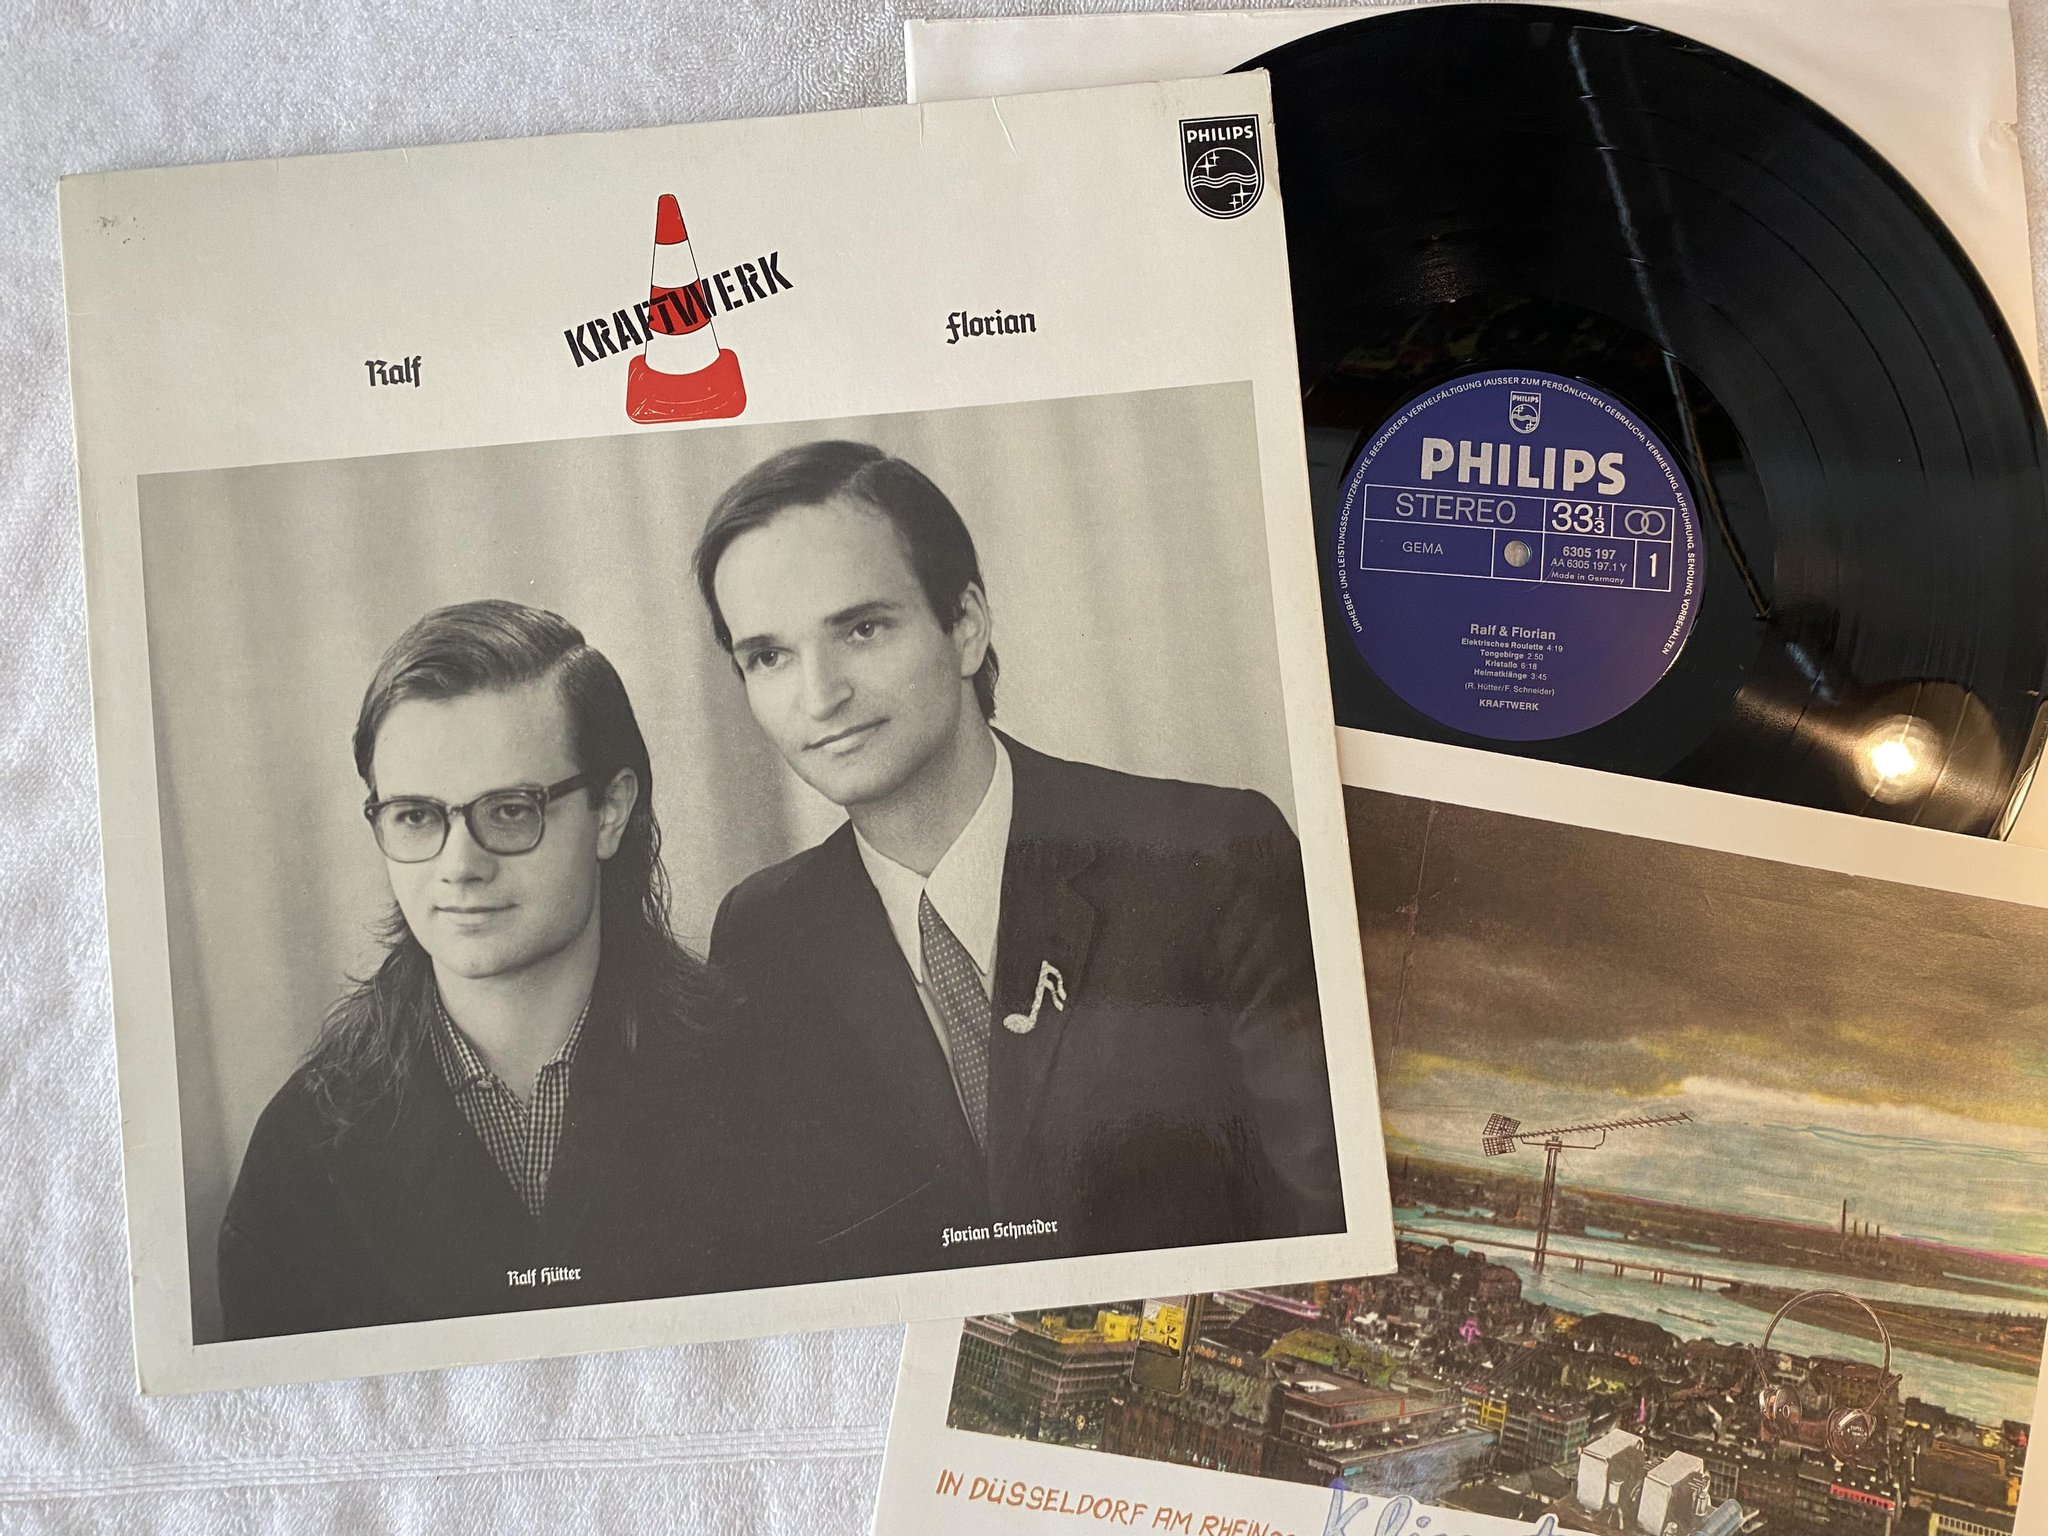 PHILIPS
KRAFTWERK
Ralf
Florian
Ralf Hütter
Florian Schneider
URHEBER- UND LEISTUNGSSCHUTZRECHTE, BESONDERS VERVIELFÄLTIGUNG (AUSSER ZUM PERSÖNLICHEN GEBRAUCH), VERMIETUNG, AUFFÜHRUNG, SENDUNG, VORBEHALTEN
PHILIPS
PHILIPS
STEREO
33 1/3
GEMA
6305 197
AA 6305 197.1 Y
Made in Germany
1
Ralf & Florian
Elektrisches Roulette 4:19
Tongebirge 2:50
Kristallo 6:18
Heimatklänge 3:45
(R. Hütter/F. Schneider)
KRAFTWERK
IN DÜSSELDORF AM RHEIN